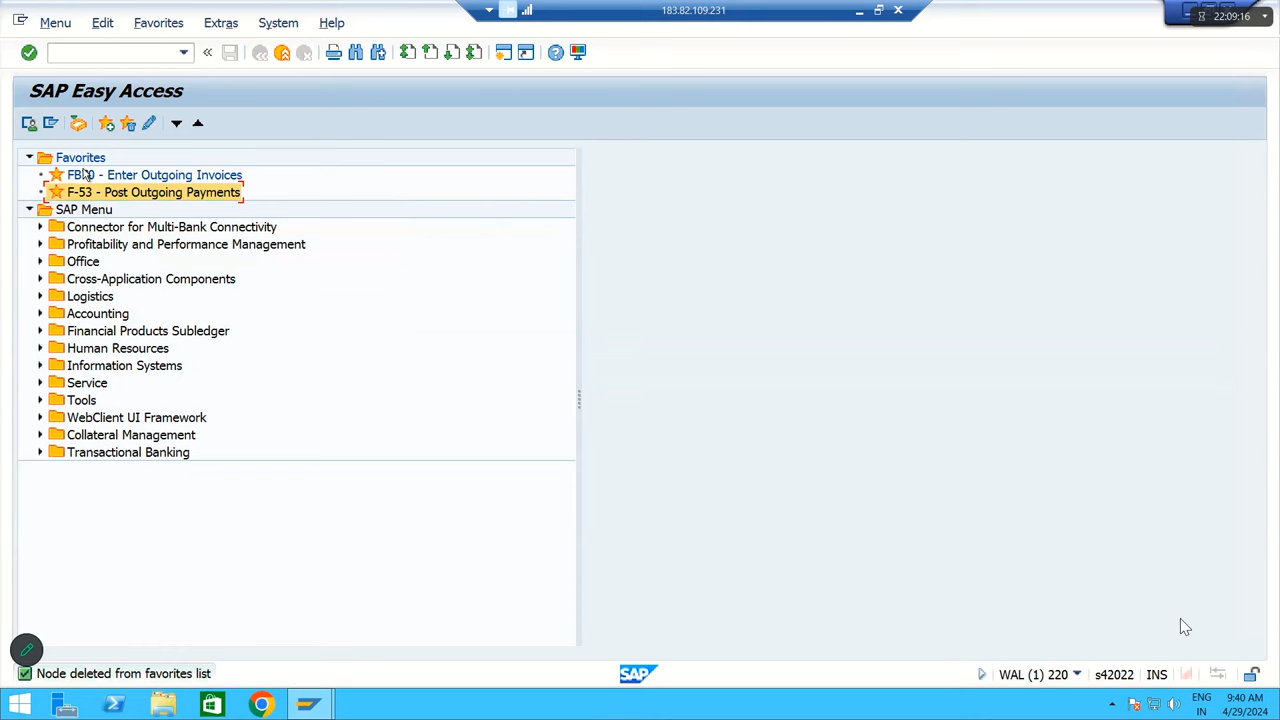 183.82.109.231
22:09:16
Menu Edit Favorites Extras System Help
SAP Easy Access
Favorites
- Enter Outgoing Invoices
F-53 - Post Outgoing Payments
SAP Menu
Connector for Multi-Bank Connectivity
Profitability and Performance Management
Office
Cross-Application Components
Logistics
Accounting
Financial Products Subledger
Human Resources
Information Systems
Service
Tools
WebClient UI Framework
Collateral Management
Transactional Banking
Node deleted from favorites list
SAP
WAL (1) 220 s42022 INS
ENG 9:40 AM
IN 4/29/2024